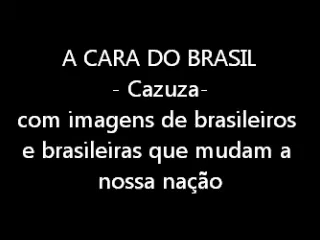 A CARA DO BRASIL
- Cazuza-
com imagens de brasileiros
e brasileiras que mudam a
nossa nação